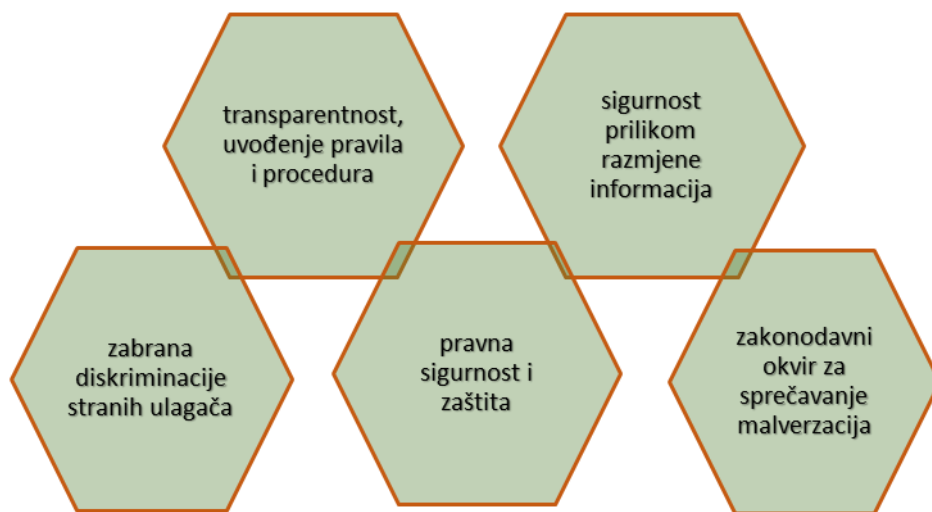 transparentnost,
uvođenje pravila
i procedura
sigurnost
prilikom
razmjene
informacija
zabrana
diskriminacije
stranih ulagača
pravna
sigurnost i
zaštita
zakonodavni
okvir za
sprečavanje
malverzacija